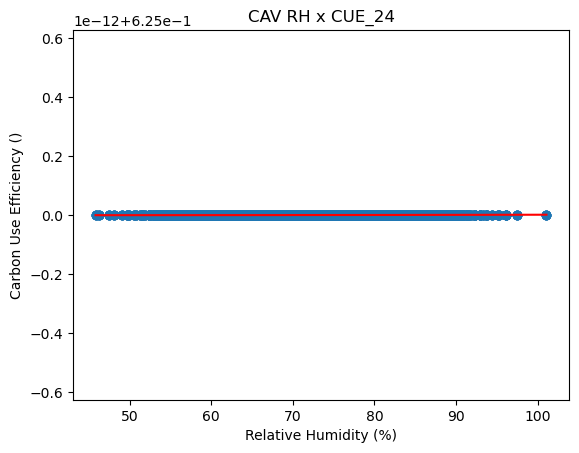 CAV RH x CUE_24
1e−12+6.25e−1
0.6
0.4
0.2
0.0
−0.2
−0.4
−0.6
Carbon Use Efficiency ()
50 60 70 80 90 100
Relative Humidity (%)